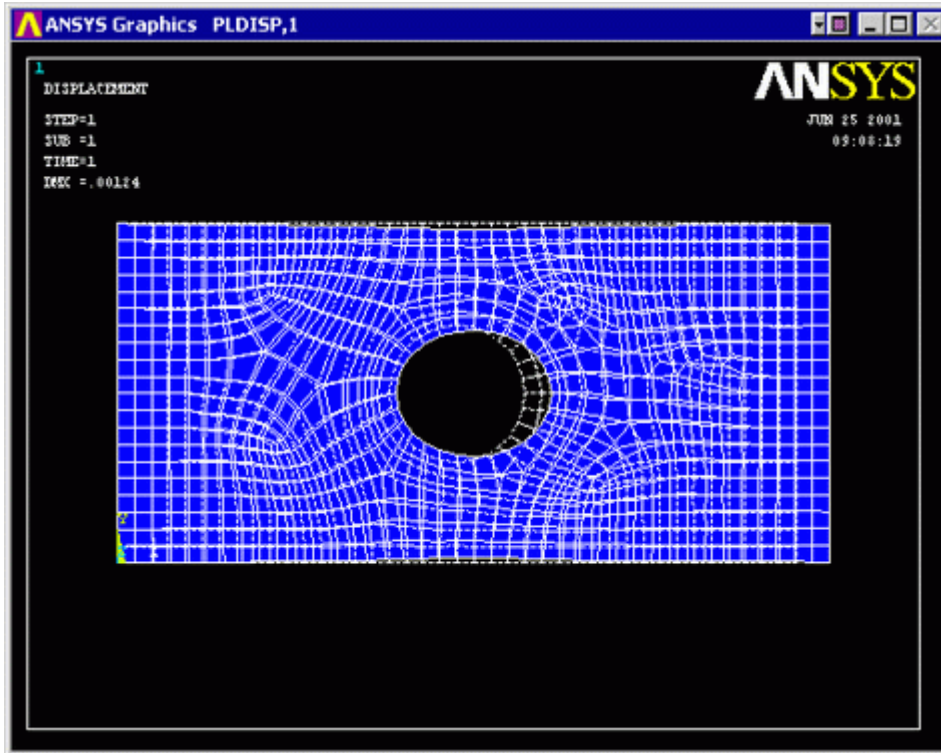 ANSYS Graphics PLDISP,1
1
DISPLACEMENT
STEP=1
SUB =1
TIME=1
DMX =.00124
ANSYS
JUN 25 2001
09:08:19
Y
X